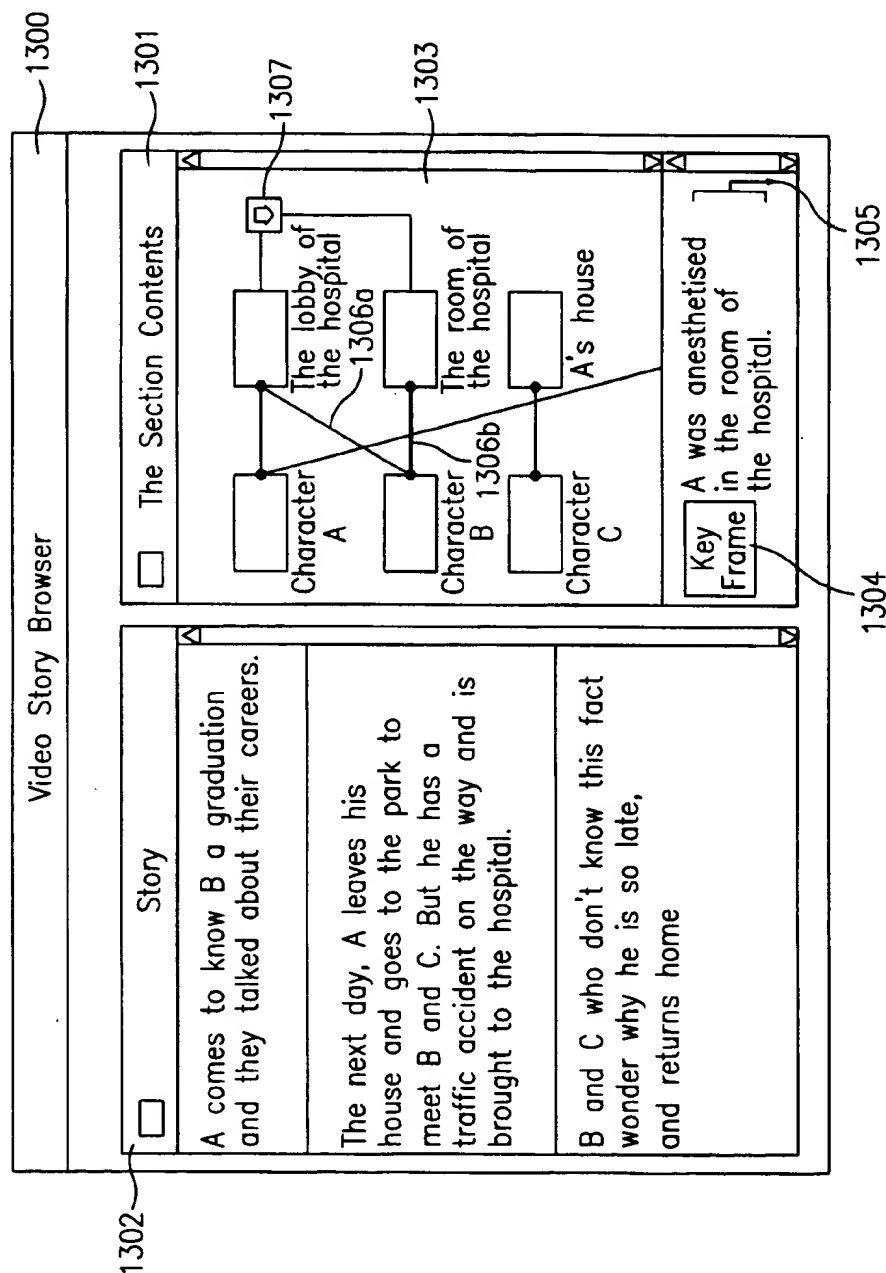 Video Story Browser
1300
1302
Story
A comes to know B a graduation
and they talked about their careers.
The next day, A leaves his
house and goes to the park to
meet B and C. But he has a
traffic accident on the way and is
brought to the hospital.
B and C who don't know this fact
wonder why he is so late,
and returns home
The Section Contents
1301
1307
1303
Character
A
The lobby of
the hospital
1306a
Character
B
1306b
The room of
the hospital
Character
C
A's house
Key
Frame
1304
A was anesthetised
in the room of
the hospital.
1305